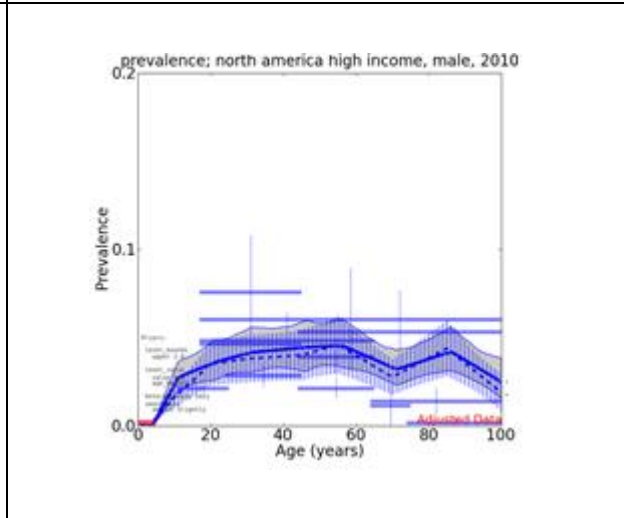 prevalence; north america high income, male, 2010
0.2
Prevalence
0.1
0.0
Adjusted Data
0 20 40 60 80 100
Age (years)